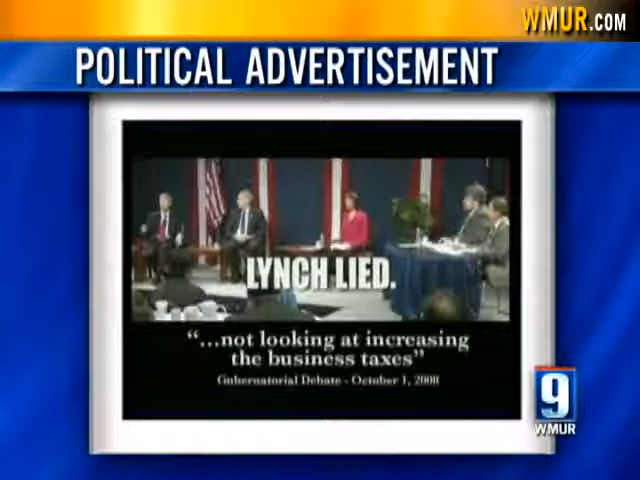 WMUR.COM
POLITICAL ADVERTISEMENT
LYNCH LIED.
“...not looking at increasing
the business taxes”
Gubernatorial Debate - October 1, 2008
9
WMUR